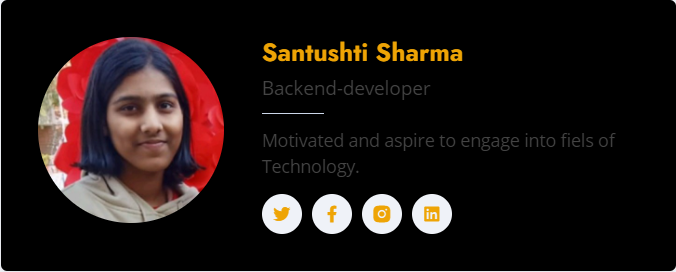 Santushti Sharma
Backend-developer
Motivated and aspire to engage into fiels of
Technology.